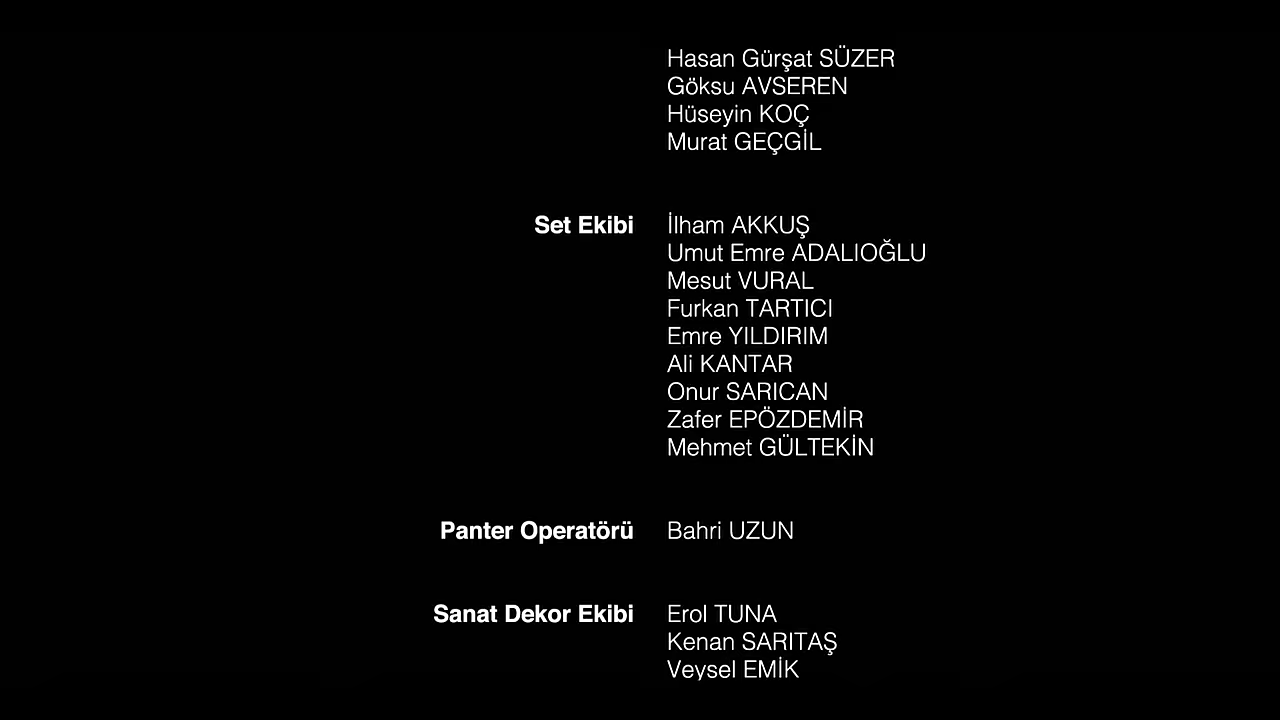 Hasan Gürşat SÜZER
Göksu AVSEREN
Hüseyin KOÇ
Murat GEÇGİL
Set Ekibi İlham AKKUŞ
Umut Emre ADALIOĞLU
Mesut VURAL
Furkan TARTICI
Emre YILDIRIM
Ali KANTAR
Onur SARICAN
Zafer EPÖZDEMİR
Mehmet GÜLTEKİN
Panter Operatörü Bahri UZUN
Sanat Dekor Ekibi Erol TUNA
Kenan SARITAŞ
Veysel EMİK